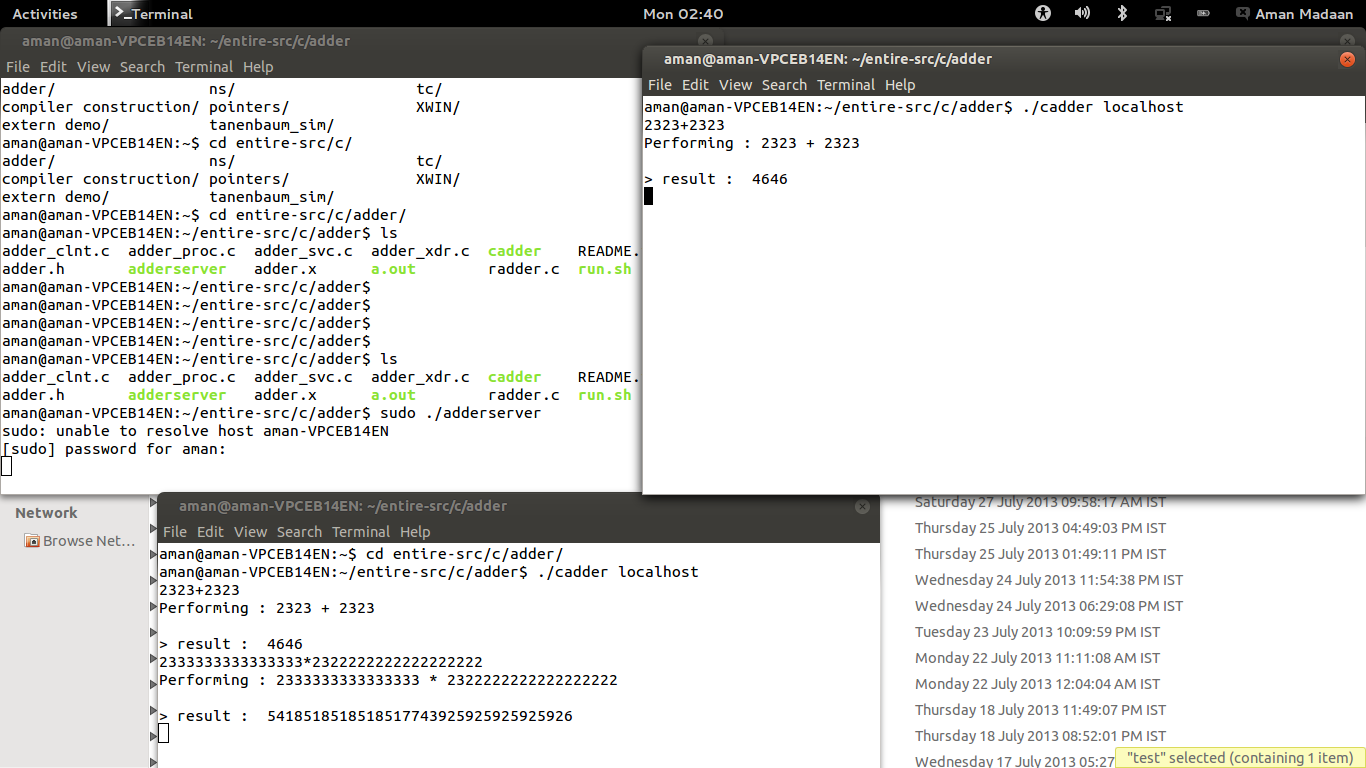 Activities
Terminal
Mon 02:40
Aman Madaan
aman@aman-VPCEB14EN: ~/entire-src/c/adder
File Edit View Search Terminal Help
adder/ ns/ tc/
compiler construction/ pointers/ XWIN/
extern demo/ tanenbaum_sim/
aman@aman-VPCEB14EN:~$ cd entire-src/c/
adder/ ns/ tc/
compiler construction/ pointers/ XWIN/
extern demo/ tanenbaum_sim/
aman@aman-VPCEB14EN:~$ cd entire-src/c/adder/
aman@aman-VPCEB14EN:~/entire-src/c/adder$ ls
adder_clnt.c adder_proc.c adder_svc.c adder_xdr.c cadder README.
adder.h adderserver adder.x a.out radder.c run.sh
aman@aman-VPCEB14EN:~/entire-src/c/adder$
aman@aman-VPCEB14EN:~/entire-src/c/adder$
aman@aman-VPCEB14EN:~/entire-src/c/adder$
aman@aman-VPCEB14EN:~/entire-src/c/adder$
aman@aman-VPCEB14EN:~/entire-src/c/adder$ ls
adder_clnt.c adder_proc.c adder_svc.c adder_xdr.c cadder README.
adder.h adderserver adder.x a.out radder.c run.sh
aman@aman-VPCEB14EN:~/entire-src/c/adder$ sudo ./adderserver
sudo: unable to resolve host aman-VPCEB14EN
[sudo] password for aman:
aman@aman-VPCEB14EN: ~/entire-src/c/adder
File Edit View Search Terminal Help
aman@aman-VPCEB14EN:~/entire-src/c/adder$ ./cadder localhost
2323+2323
Performing : 2323 + 2323
> result : 4646
Network
Browse Net…
aman@aman-VPCEB14EN: ~/entire-src/c/adder
File Edit View Search Terminal Help
aman@aman-VPCEB14EN:~$ cd entire-src/c/adder/
aman@aman-VPCEB14EN:~/entire-src/c/adder$ ./cadder localhost
2323+2323
Performing : 2323 + 2323
> result : 4646
2333333333333333*2322222222222222222
Performing : 2333333333333333 * 2322222222222222222
> result : 5418518518518517743925925925925926
Saturday 27 July 2013 09:58:17 AM IST
Thursday 25 July 2013 04:49:03 PM IST
Thursday 25 July 2013 01:49:11 PM IST
Wednesday 24 July 2013 11:54:38 PM IST
Wednesday 24 July 2013 06:29:08 PM IST
Tuesday 23 July 2013 10:09:59 PM IST
Monday 22 July 2013 11:11:08 AM IST
Monday 22 July 2013 12:04:04 AM IST
Thursday 18 July 2013 11:49:07 PM IST
Thursday 18 July 2013 08:52:01 PM IST
Wednesday 17 July 2013 05:27
"test" selected (containing 1 item)